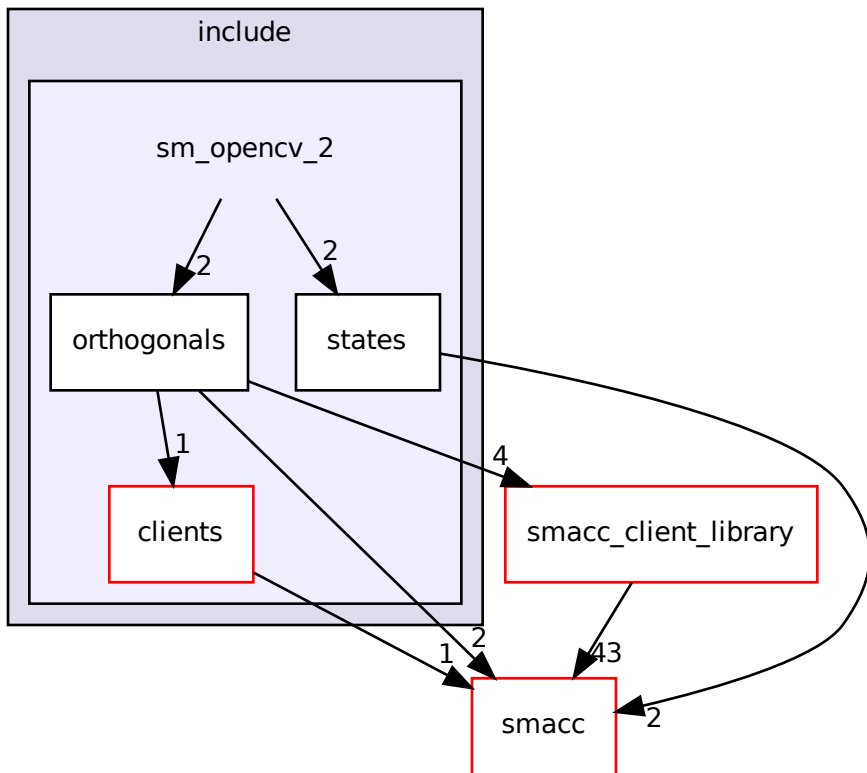 include
sm_opencv_2
2
2
orthogonals
states
1
4
clients
smacc_client_library
2
1
43
2
smacc